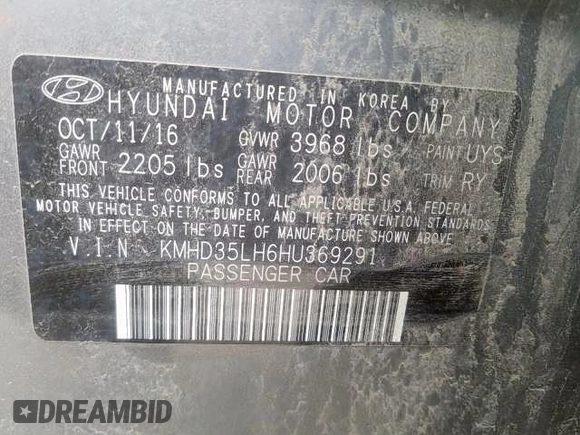 MANUFACTURED IN KOREA BY
HYUNDAI MOTOR COMPANY
OCT/11/16 GVWR 3968 lbs PAINT UYS
GAWR FRONT 2205 lbs GAWR REAR 2006 lbs TRIM RY
THIS VEHICLE CONFORMS TO ALL APPLICABLE U.S.A. FEDERAL
MOTOR VEHICLE SAFETY, BUMPER, AND THEFT PREVENTION STANDARDS
IN EFFECT ON THE DATE OF MANUFACTURE SHOWN ABOVE.
V.I.N KMHD35LH6HU369291
PASSENGER CAR
DREAMBID